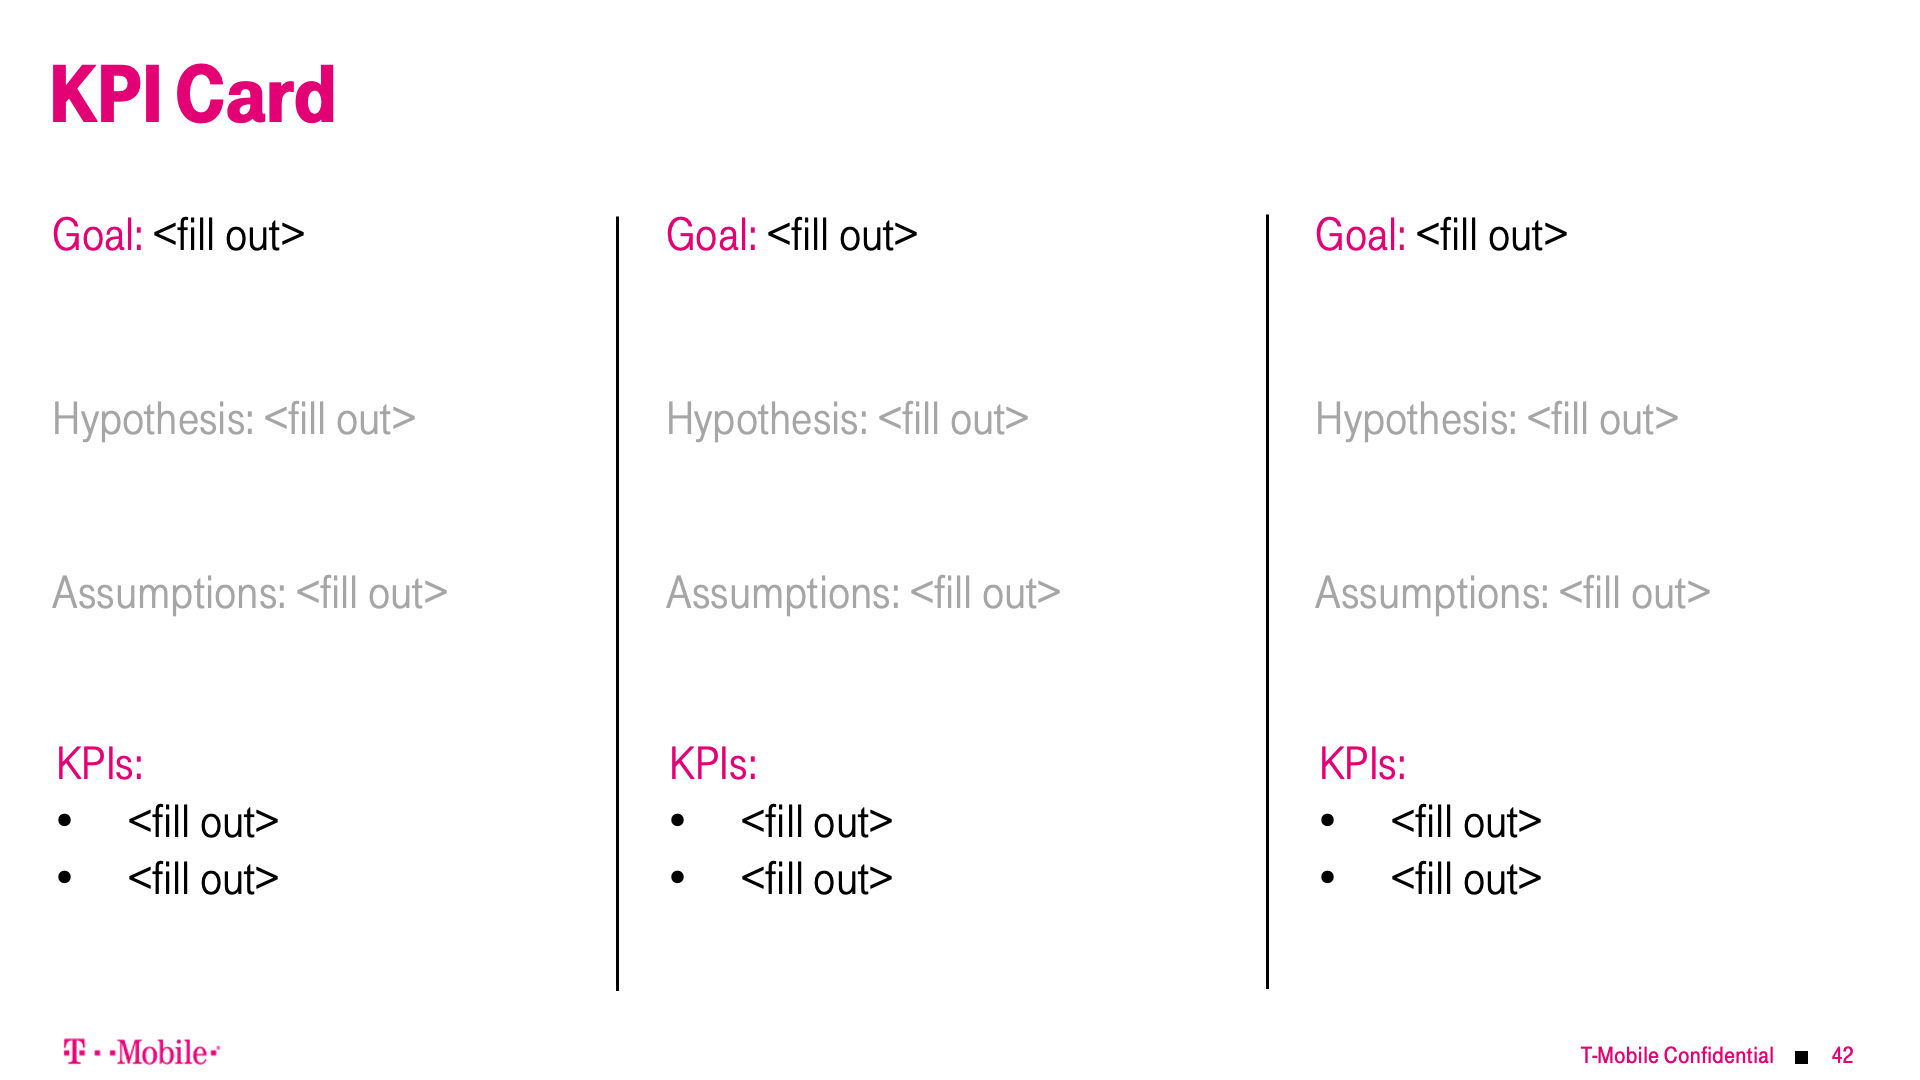 KPI Card
Goal: <fill out>
Hypothesis: <fill out>
Assumptions: <fill out>
KPIs:
• <fill out>
• <fill out>
Goal: <fill out>
Hypothesis: <fill out>
Assumptions: <fill out>
KPIs:
• <fill out>
• <fill out>
Goal: <fill out>
Hypothesis: <fill out>
Assumptions: <fill out>
KPIs:
• <fill out>
• <fill out>
T··Mobile·
T-Mobile Confidential ■ 42